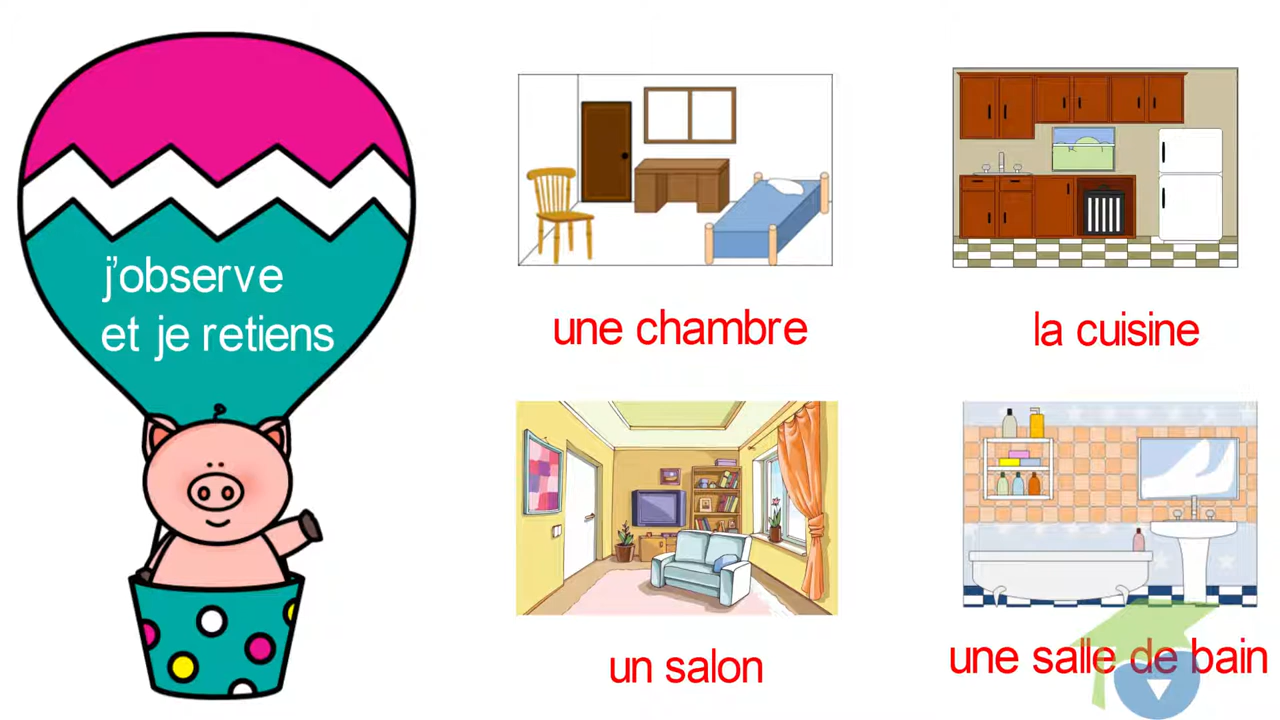 j'observe
et je retiens
une chambre
la cuisine
un salon
une salle de bain